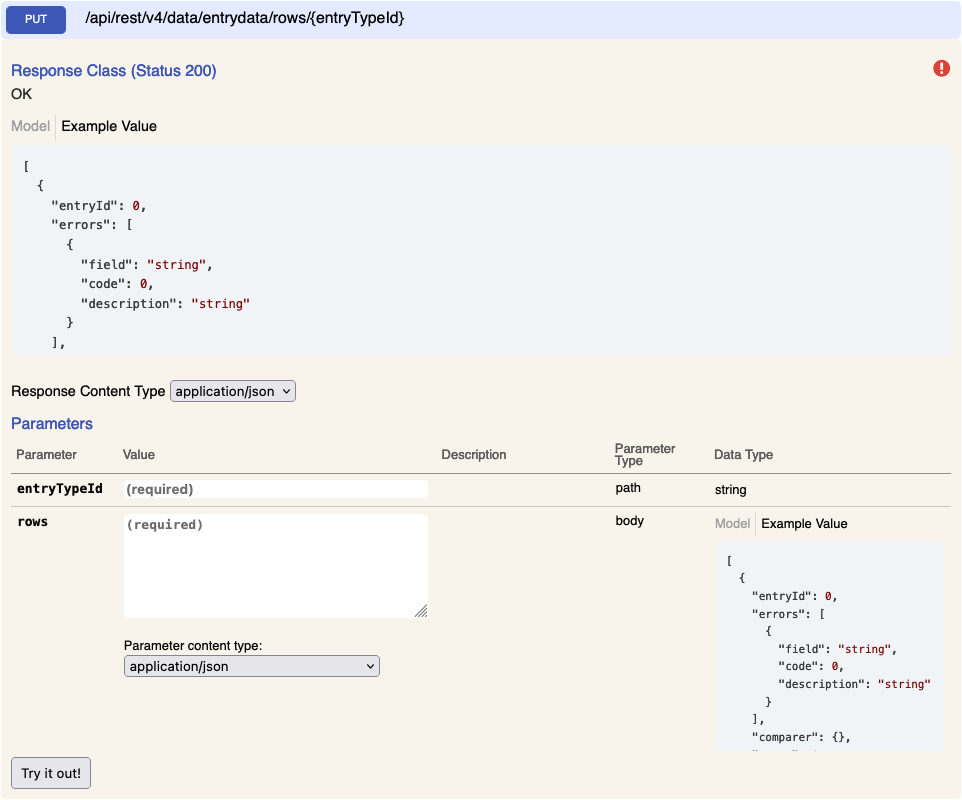 PUT /api/rest/v4/data/entrydata/rows/{entryTypeId}
Response Class (Status 200)
OK
Model Example Value
[
{
"entryId": 0,
"errors": [
{
"field": "string",
"code": 0,
"description": "string"
}
],
Response Content Type application/json
Parameters
Parameter Value Description Parameter Type Data Type
entryTypeId (required) path string
rows (required) body Model Example Value
[
{
"entryId": 0,
"errors": [
{
"field": "string",
"code": 0,
"description": "string"
}
],
"comparer": {},
Parameter content type:
application/json
Try it out!